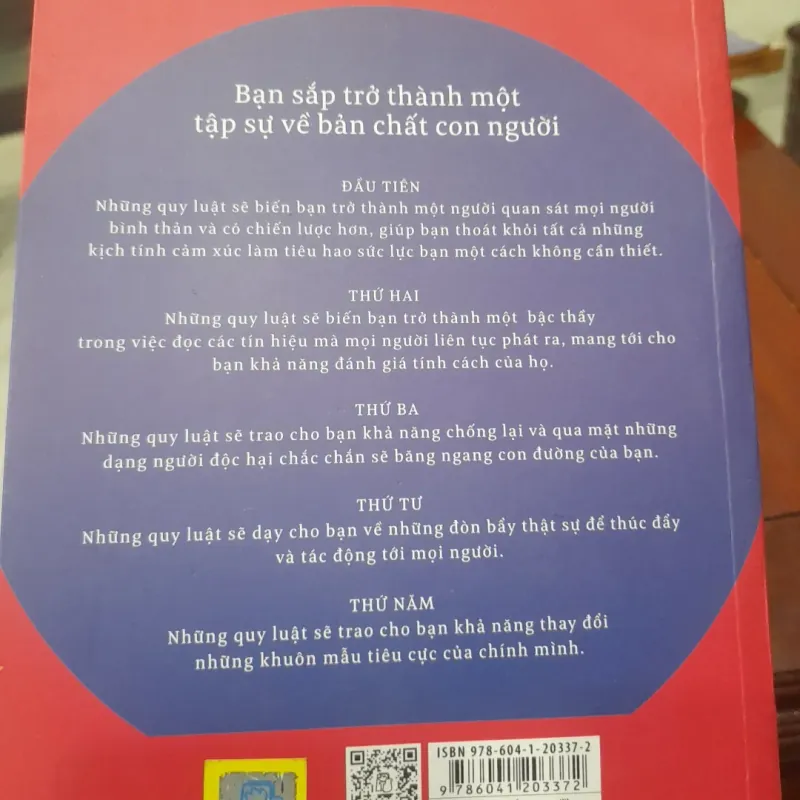 Bạn sắp trở thành một
tập sự về bản chất con người
ĐẦU TIÊN
Những quy luật sẽ biến bạn trở thành một người quan sát mọi người
bình thản và có chiến lược hơn, giúp bạn thoát khỏi tất cả những
kịch tính cảm xúc làm tiêu hao sức lực bạn một cách không cần thiết.
THỨ HAI
Những quy luật sẽ biến bạn trở thành một bậc thầy
trong việc đọc các tín hiệu mà mọi người liên tục phát ra, mang tới cho
bạn khả năng đánh giá tính cách của họ.
THỨ BA
Những quy luật sẽ trao cho bạn khả năng chống lại và qua mặt những
dạng người độc hại chắc chắn sẽ băng ngang con đường của bạn.
THỨ TƯ
Những quy luật sẽ dạy cho bạn về những đòn bẩy thật sự để thúc đẩy
và tác động tới mọi người.
THỨ NĂM
Những quy luật sẽ trao cho bạn khả năng thay đổi
những khuôn mẫu tiêu cực của chính mình.
ISBN 978-604-1-20337-2
9 786041 203372